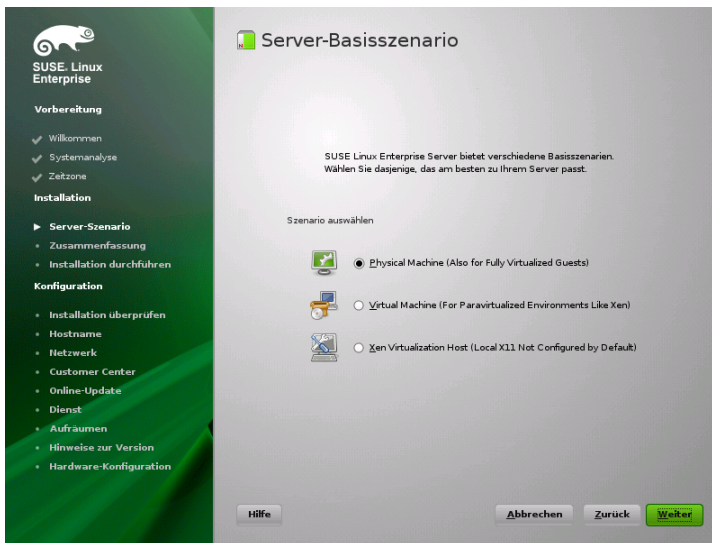 SUSE. Linux
Enterprise
Vorbereitung
Willkommen
Systemanalyse
Zeitzone
Installation
Server-Szenario
Zusammenfassung
Installation durchführen
Konfiguration
Installation überprüfen
Hostname
Netzwerk
Customer Center
Online-Update
Dienst
Aufräumen
Hinweise zur Version
Hardware-Konfiguration
Server-Basisszenario
SUSE Linux Enterprise Server bietet verschiedene Basisszenarien.
Wählen Sie dasjenige, das am besten zu Ihrem Server passt.
Szenario auswählen
Physical Machine (Also for Fully Virtualized Guests)
Virtual Machine (For Paravirtualized Environments Like Xen)
Xen Virtualization Host (Local X11 Not Configured by Default)
Hilfe
Abbrechen
Zurück
Weiter